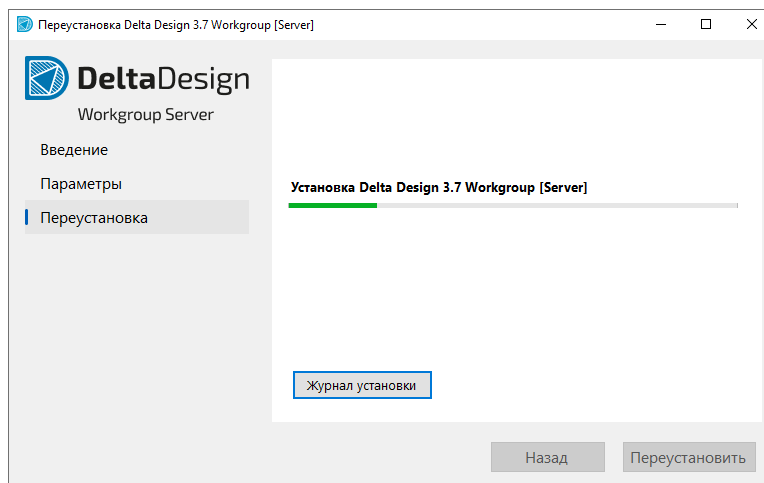 Переустановка Delta Design 3.7 Workgroup [Server]
DeltaDesign
Workgroup Server
Введение
Параметры
Переустановка
Установка Delta Design 3.7 Workgroup [Server]
Журнал установки
Назад
Переустановить